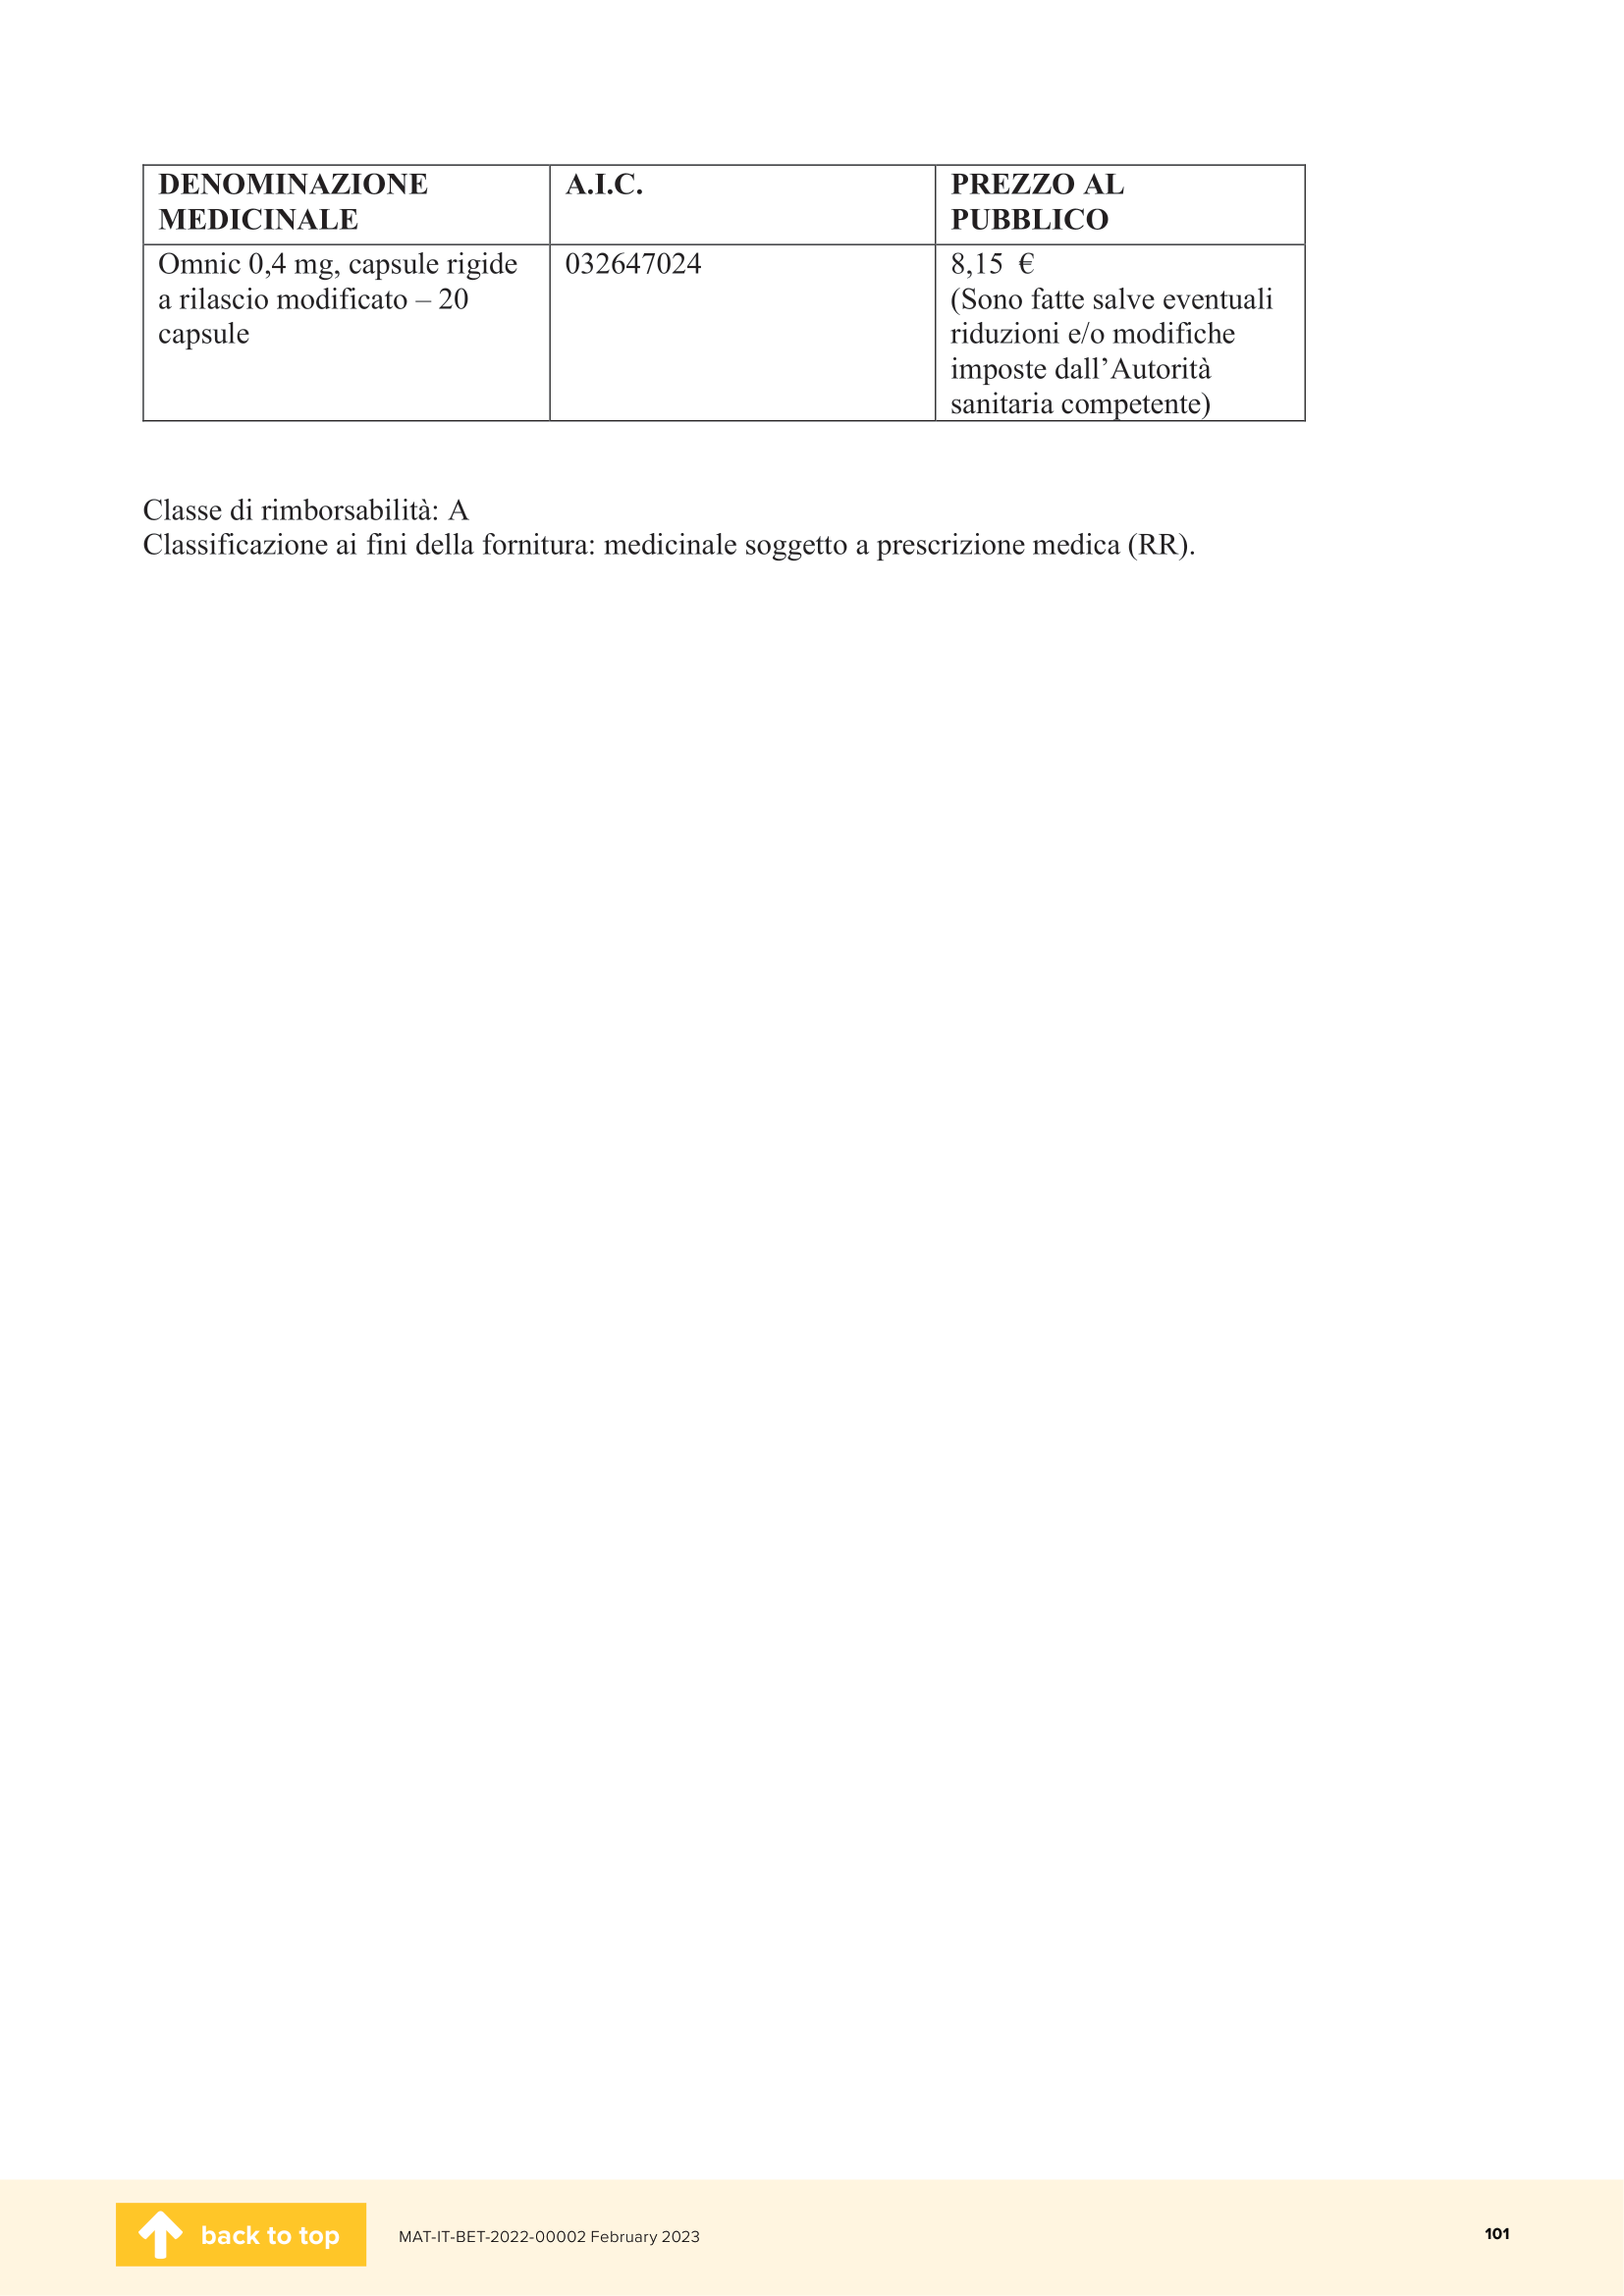 DENOMINAZIONE
MEDICINALE
A.I.C.
PREZZO AL
PUBBLICO
Omnic 0,4 mg, capsule rigide
a rilascio modificato – 20
capsule
032647024
8,15 €
(Sono fatte salve eventuali
riduzioni e/o modifiche
imposte dall’Autorità
sanitaria competente)
Classe di rimborsabilità: A
Classificazione ai fini della fornitura: medicinale soggetto a prescrizione medica (RR).
back to top
MAT-IT-BET-2022-00002 February 2023
101